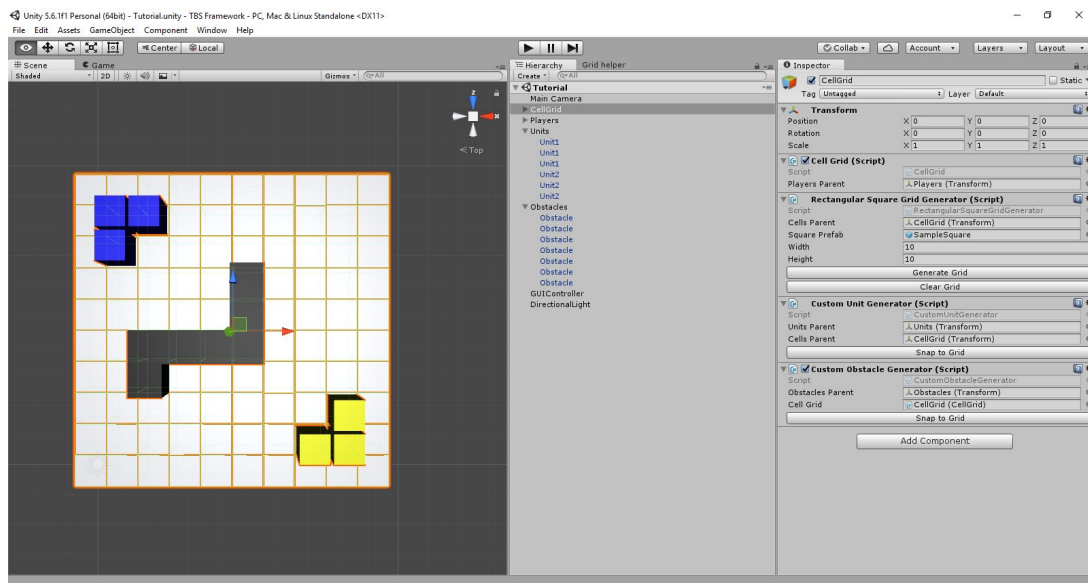 Unity 5.6.1f1 Personal (64bit) - Tutorial.unity - TBS Framework - PC, Mac & Linux Standalone <DX11>
File Edit Assets GameObject Component Window Help
Center Local Collab Account Layers Layout
Scene Game
Shaded 2D Gizmos All
z
x
Top
Hierarchy Grid helper
Create All
Tutorial
Main Camera
CellGrid
Players
Units
Unit1
Unit1
Unit1
Unit2
Unit2
Unit2
Obstacles
Obstacle
Obstacle
Obstacle
Obstacle
Obstacle
Obstacle
Obstacle
GUIController
DirectionalLight
Inspector
CellGrid Static
Tag Untagged Layer Default
Transform
Position X 0 Y 0 Z 0
Rotation X 0 Y 0 Z 0
Scale X 1 Y 1 Z 1
Cell Grid (Script)
Script CellGrid
Players Parent Players (Transform)
Rectangular Square Grid Generator (Script)
Script RectangularSquareGridGenerator
Cells Parent CellGrid (Transform)
Square Prefab SampleSquare
Width 10
Height 10
Generate Grid
Clear Grid
Custom Unit Generator (Script)
Script CustomUnitGenerator
Units Parent Units (Transform)
Cells Parent CellGrid (Transform)
Snap to Grid
Custom Obstacle Generator (Script)
Script CustomObstacleGenerator
Obstacles Parent Obstacles (Transform)
Cell Grid CellGrid (CellGrid)
Snap to Grid
Add Component